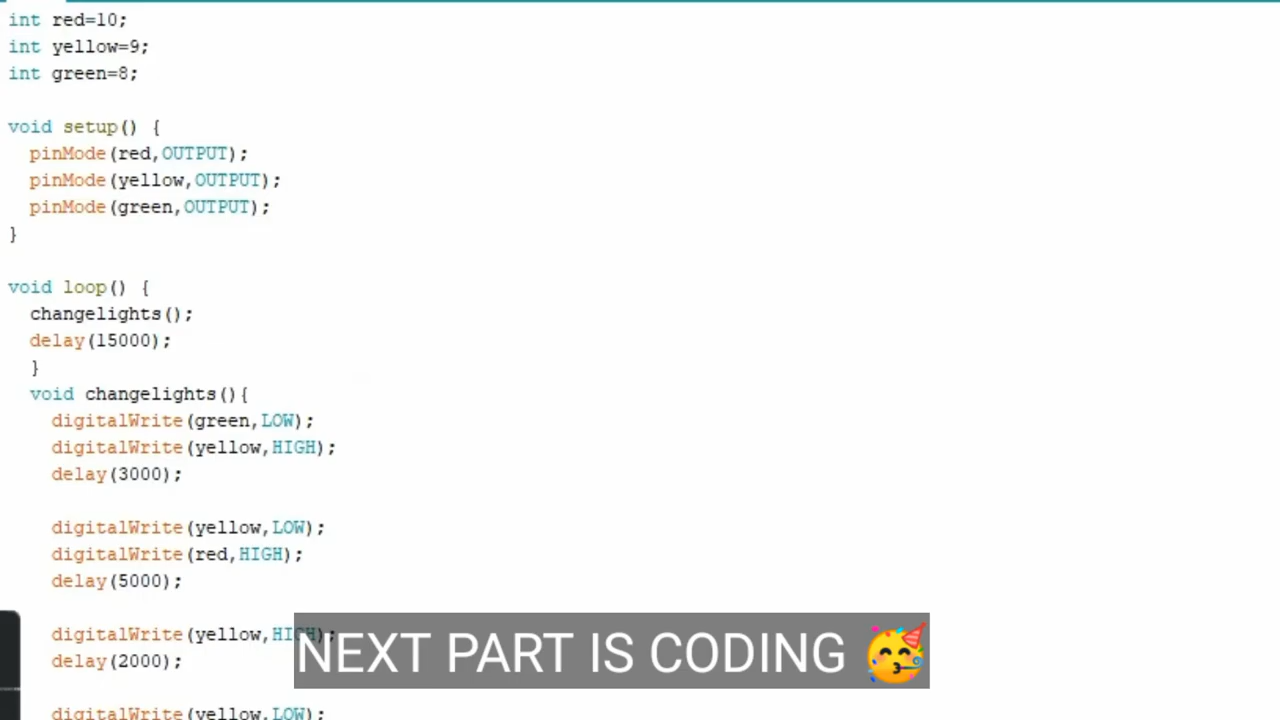 int red=10;
int yellow=9;
int green=8;
void setup() {
pinMode(red,OUTPUT);
pinMode(yellow,OUTPUT);
pinMode(green,OUTPUT);
}
void loop() {
changelights();
delay(15000);
}
void changelights(){
digitalWrite(green,LOW);
digitalWrite(yellow,HIGH);
delay(3000);
digitalWrite(yellow,LOW);
digitalWrite(red,HIGH);
delay(5000);
digitalWrite(yellow,HIGH);
NEXT PART IS CODING 🥳
delay(2000);
digitalWrite(yellow,LOW);